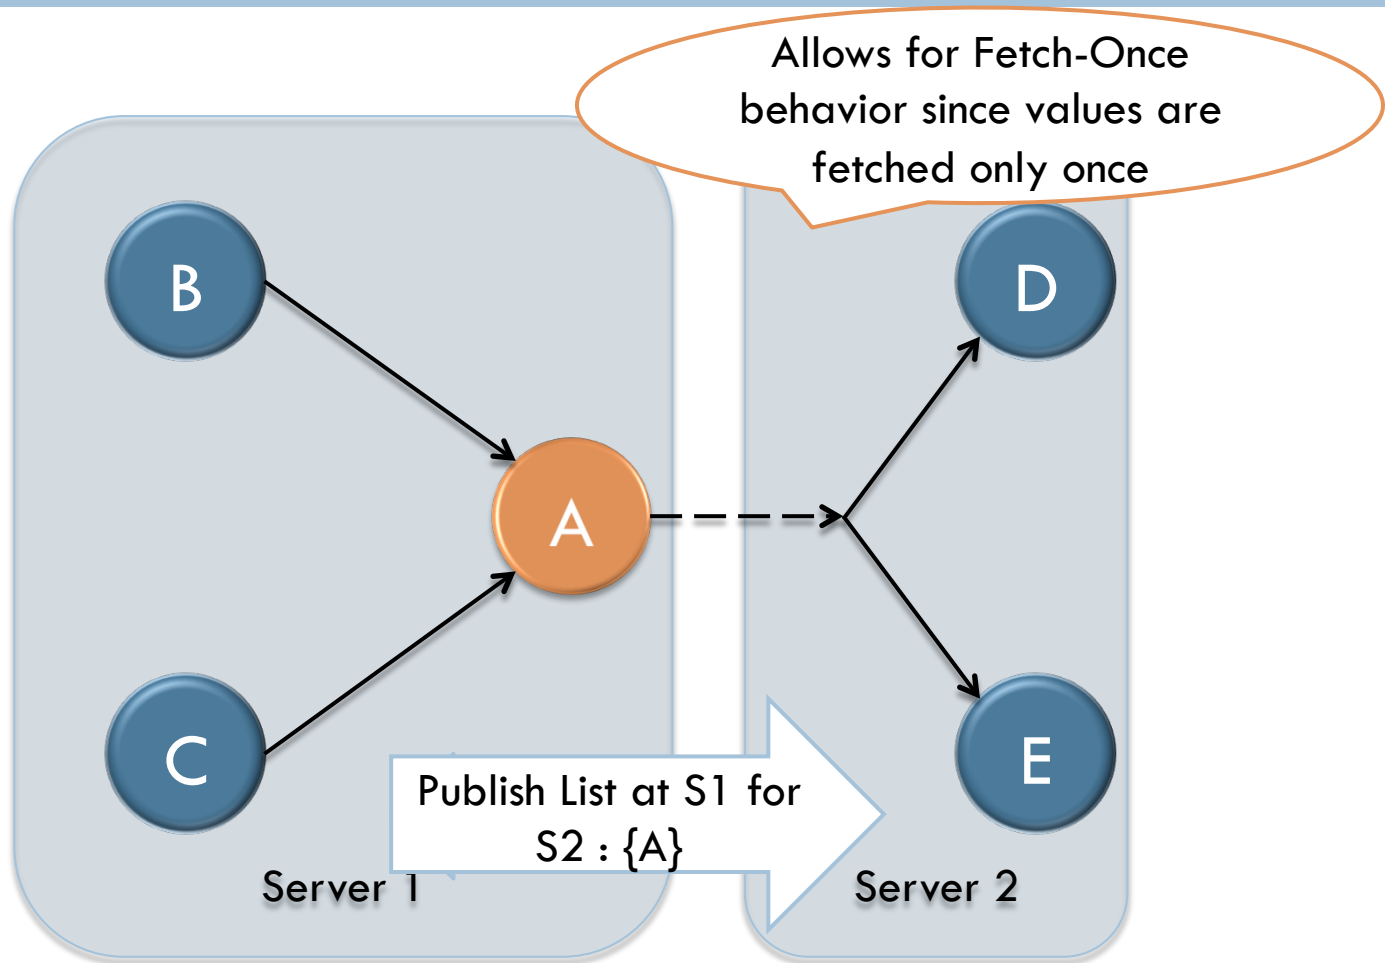 Allows for Fetch-Once
behavior since values are
fetched only once
B
D
A
C
E
Publish List at S1 for
S2 : {A}
Server 1
Server 2